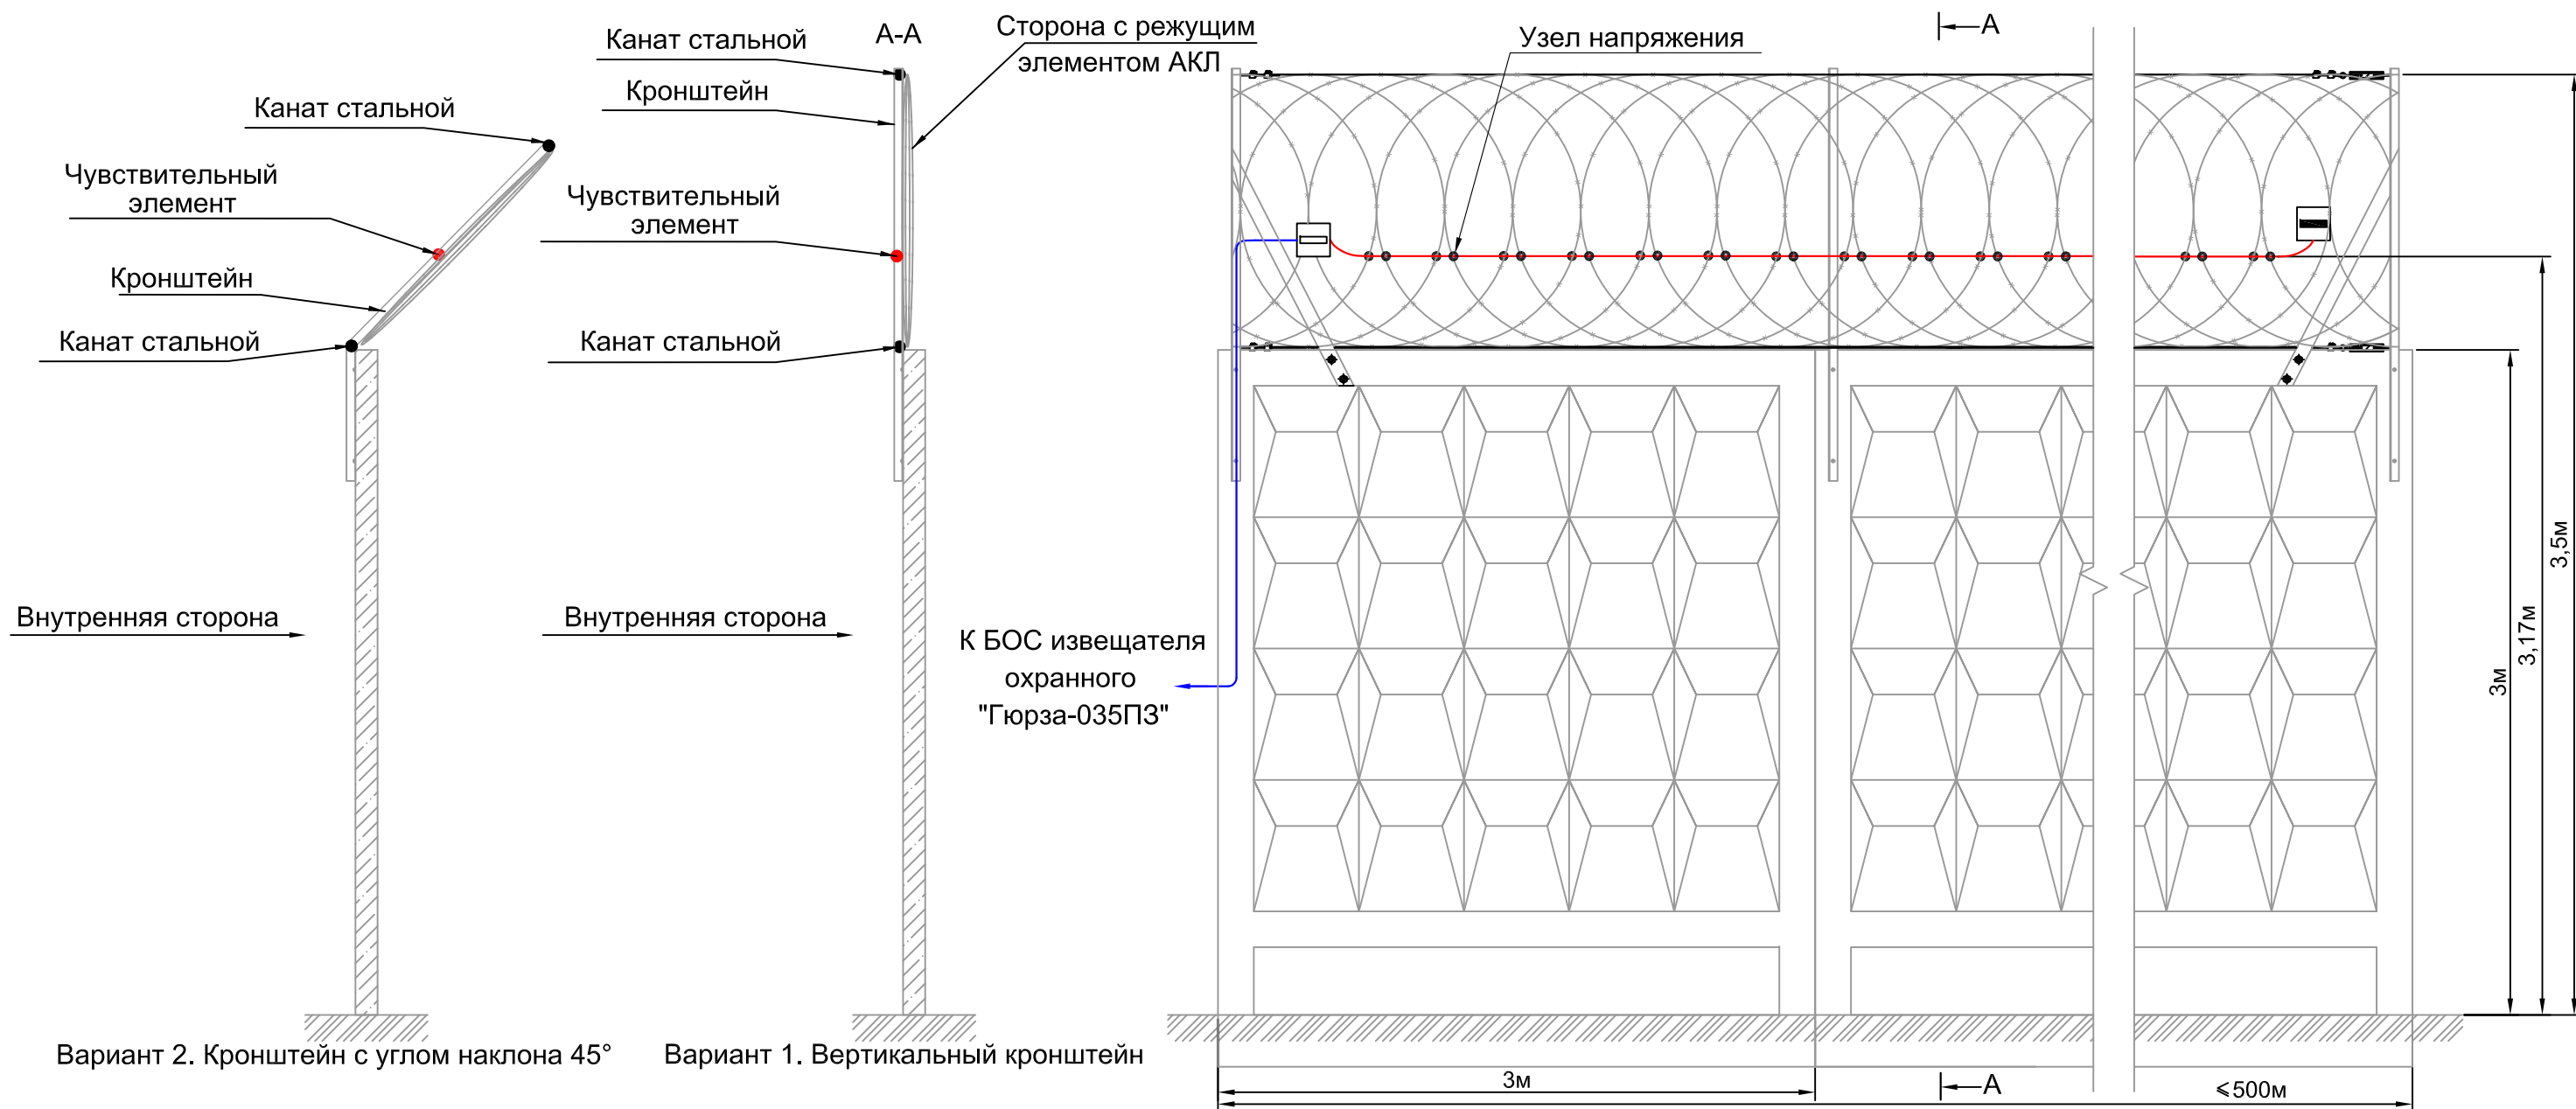 Канат стальной
Чувствительный
элемент
Кронштейн
Канат стальной
Внутренняя сторона
Вариант 2. Кронштейн с углом наклона 45°
А-А
Канат стальной
Кронштейн
Сторона с режущим
элементом АКЛ
Чувствительный
элемент
Канат стальной
Внутренняя сторона
Вариант 1. Вертикальный кронштейн
Узел напряжения
А
К БОС извещателя
охранного
"Гюрза-035ПЗ"
3м
3,17м
3,5м
3м
А
⩽500м